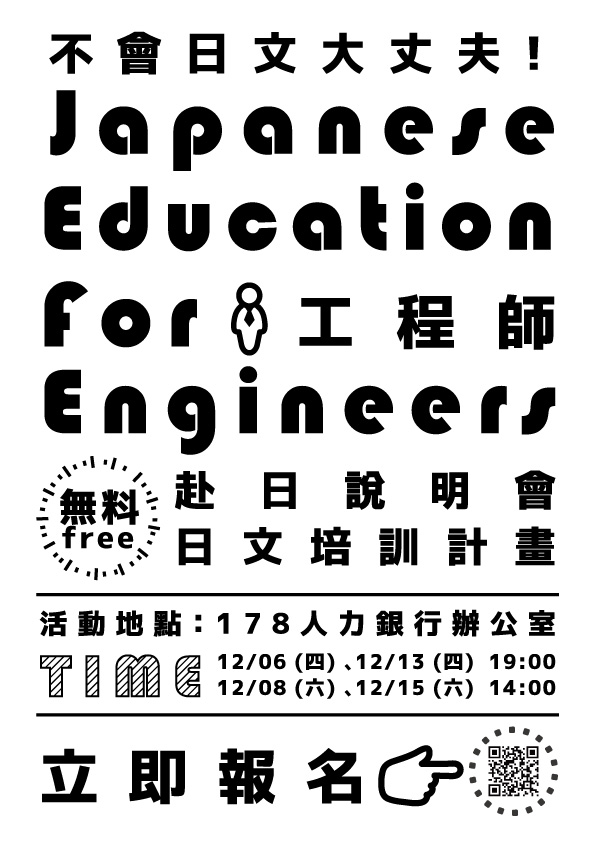 不會日文大丈夫！
Japanese
Education
for 工程師
Engineers
無料
free
赴日說明會
日文培訓計畫
活動地點：178人力銀行辦公室
TIME
12/06 (四) 、12/13 (四) 19:00
12/08 (六) 、12/15 (六) 14:00
立即報名